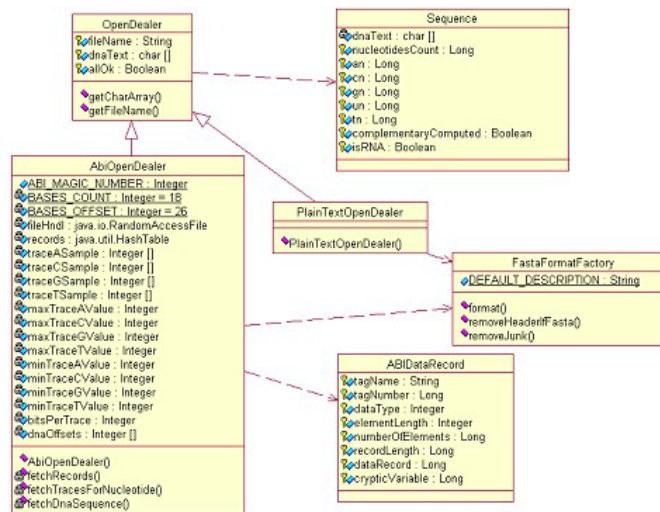 OpenDealer
fileName : String
dnaText : char []
allOk : Boolean
getCharArray()
getFileName()
Sequence
dnaText : char []
nucleotidesCount : Long
an : Long
cn : Long
gn : Long
un : Long
tn : Long
complementaryComputed : Boolean
isRNA : Boolean
AbiOpenDealer
ABI_MAGIC_NUMBER : Integer
BASES_COUNT : Integer = 18
BASES_OFFSET : Integer = 26
fileHndl : java.io.RandomAccessFile
records : java.util.HashTable
traceASample : Integer []
traceCSample : Integer []
traceGSample : Integer []
traceTSample : Integer []
maxTraceAValue : Integer
maxTraceCValue : Integer
maxTraceGValue : Integer
maxTraceTValue : Integer
minTraceAValue : Integer
minTraceCValue : Integer
minTraceGValue : Integer
minTraceTValue : Integer
bitsPerTrace : Integer
dnaOffsets : Integer []
AbiOpenDealer()
fetchRecords()
fetchTracesForNucleotide()
fetchDnaSequence()
PlainTextOpenDealer
PlainTextOpenDealer()
FastaFormatFactory
DEFAULT_DESCRIPTION : String
format()
removeHeaderIfFasta()
removeJunk()
ABIDataRecord
tagName : String
tagNumber : Long
dataType : Integer
elementLength : Integer
numberOfElements : Long
recordLength : Long
dataRecord : Long
crypticVariable : Long